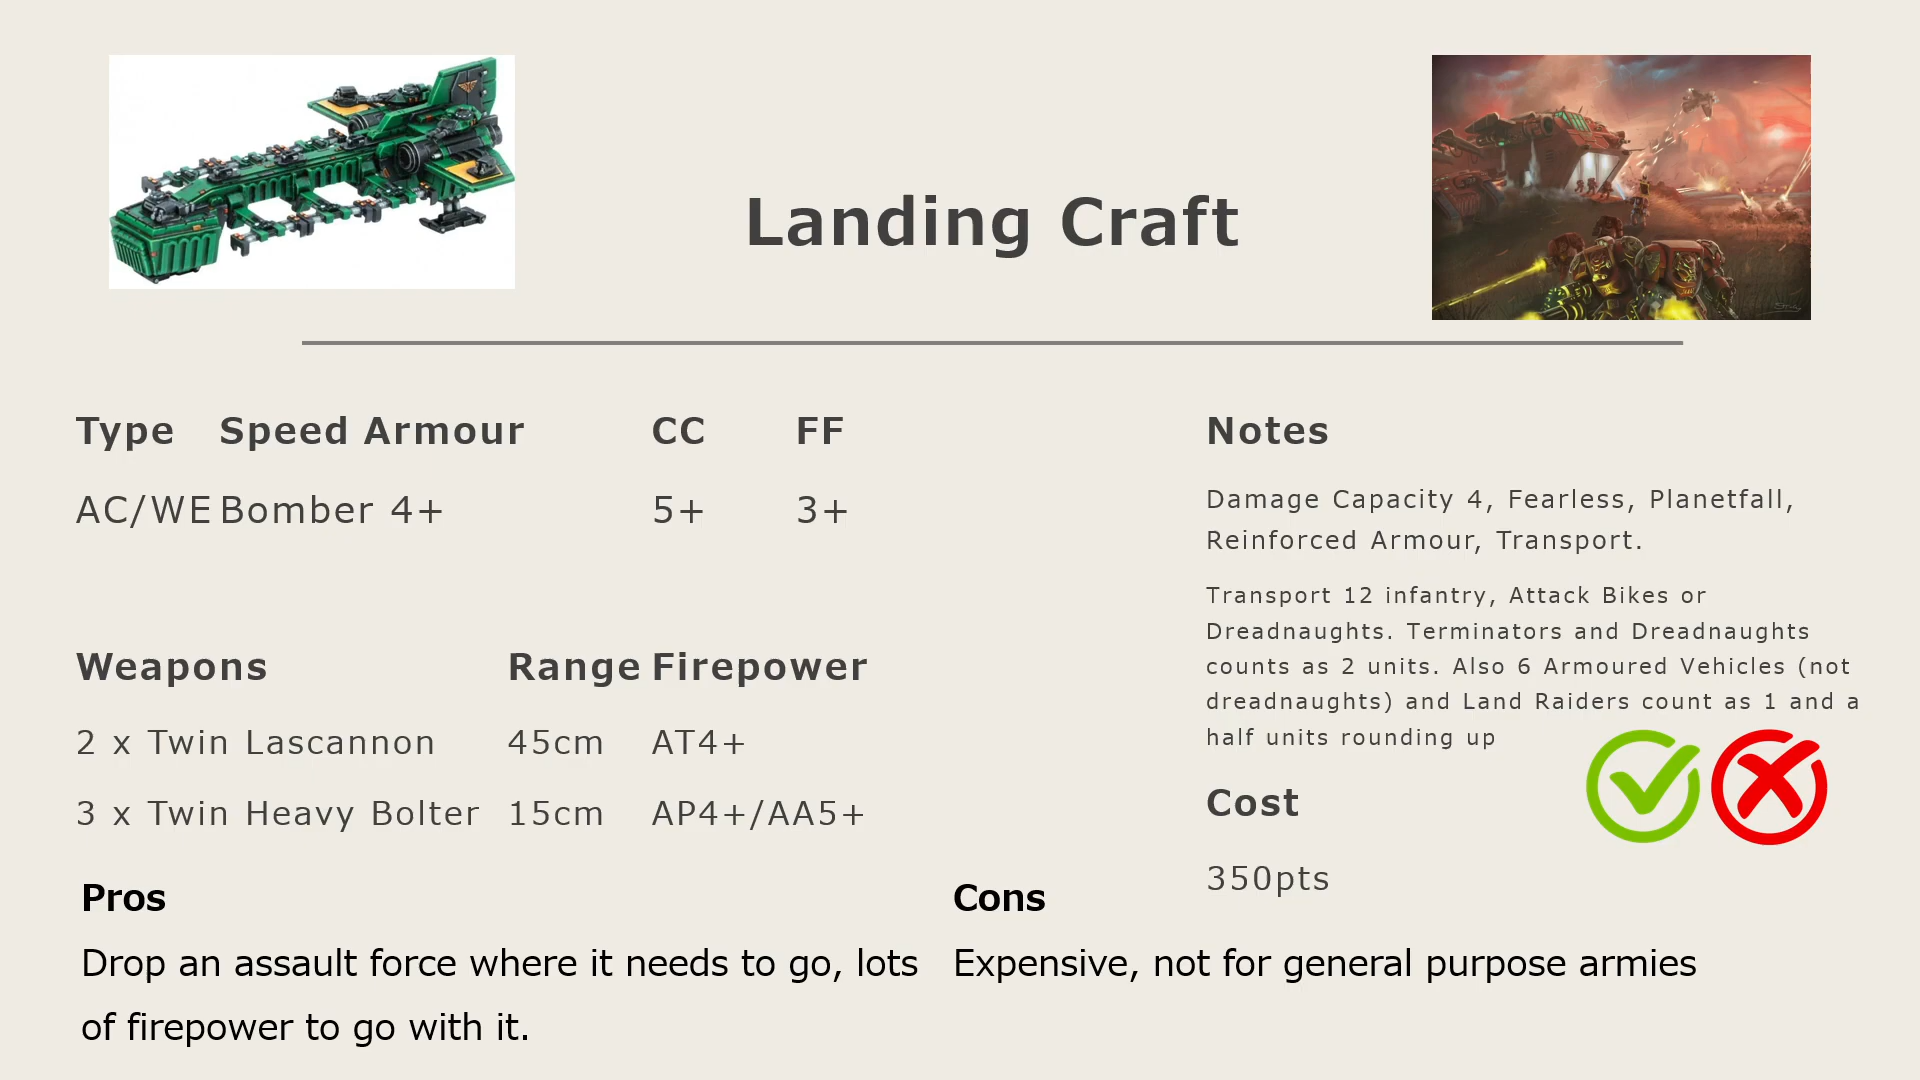 Landing Craft
Type Speed Armour CC FF
AC/WE Bomber 4+ 5+ 3+
Weapons Range Firepower
2 x Twin Lascannon 45cm AT4+
3 x Twin Heavy Bolter 15cm AP4+/AA5+
Notes
Damage Capacity 4, Fearless, Planetfall,
Reinforced Armour, Transport.
Transport 12 infantry, Attack Bikes or
Dreadnaughts. Terminators and Dreadnaughts
counts as 2 units. Also 6 Armoured Vehicles (not
dreadnaughts) and Land Raiders count as 1 and a
half units rounding up
Cost
350pts
Pros
Drop an assault force where it needs to go, lots
of firepower to go with it.
Cons
Expensive, not for general purpose armies